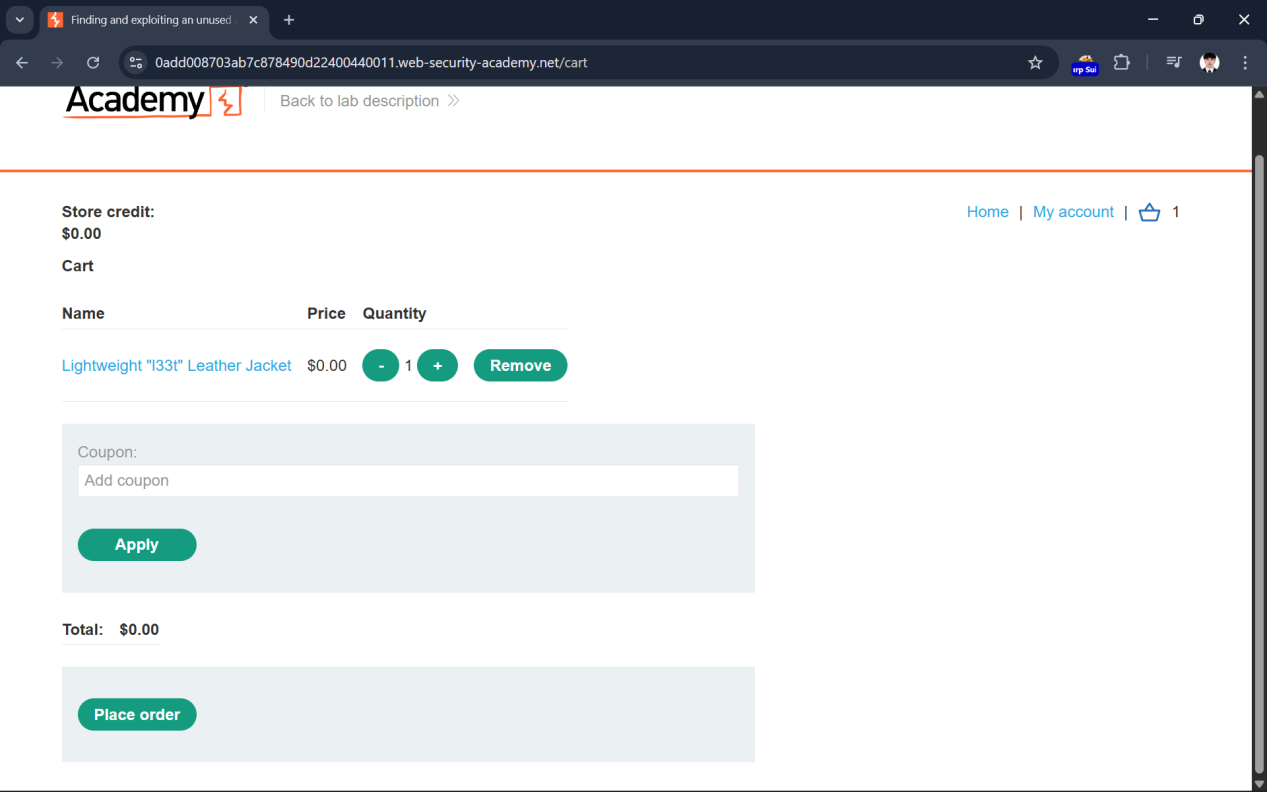 Finding and exploiting an unused
0add008703ab7c878490d22400440011.web-security-academy.net/cart
Academy
Back to lab description
Store credit:
$0.00
Home | My account | 1
Cart
Name Price Quantity
Lightweight "l33t" Leather Jacket $0.00 - 1 + Remove
Coupon:
Add coupon
Apply
Total: $0.00
Place order